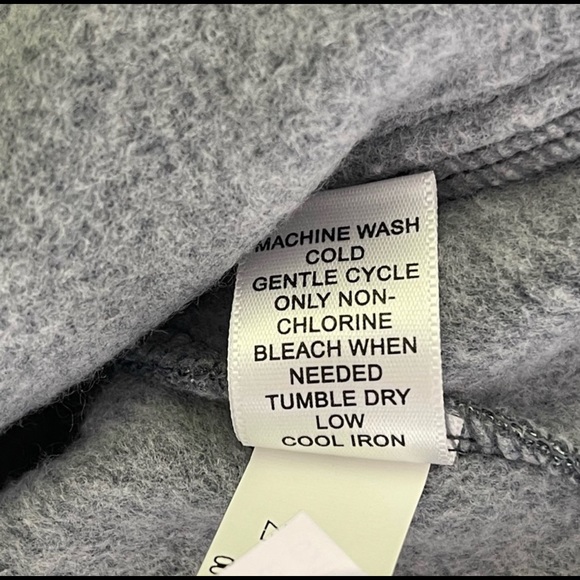 MACHINE WASH
COLD
GENTLE CYCLE
ONLY NON-
CHLORINE
BLEACH WHEN
NEEDED
TUMBLE DRY
LOW
COOL IRON